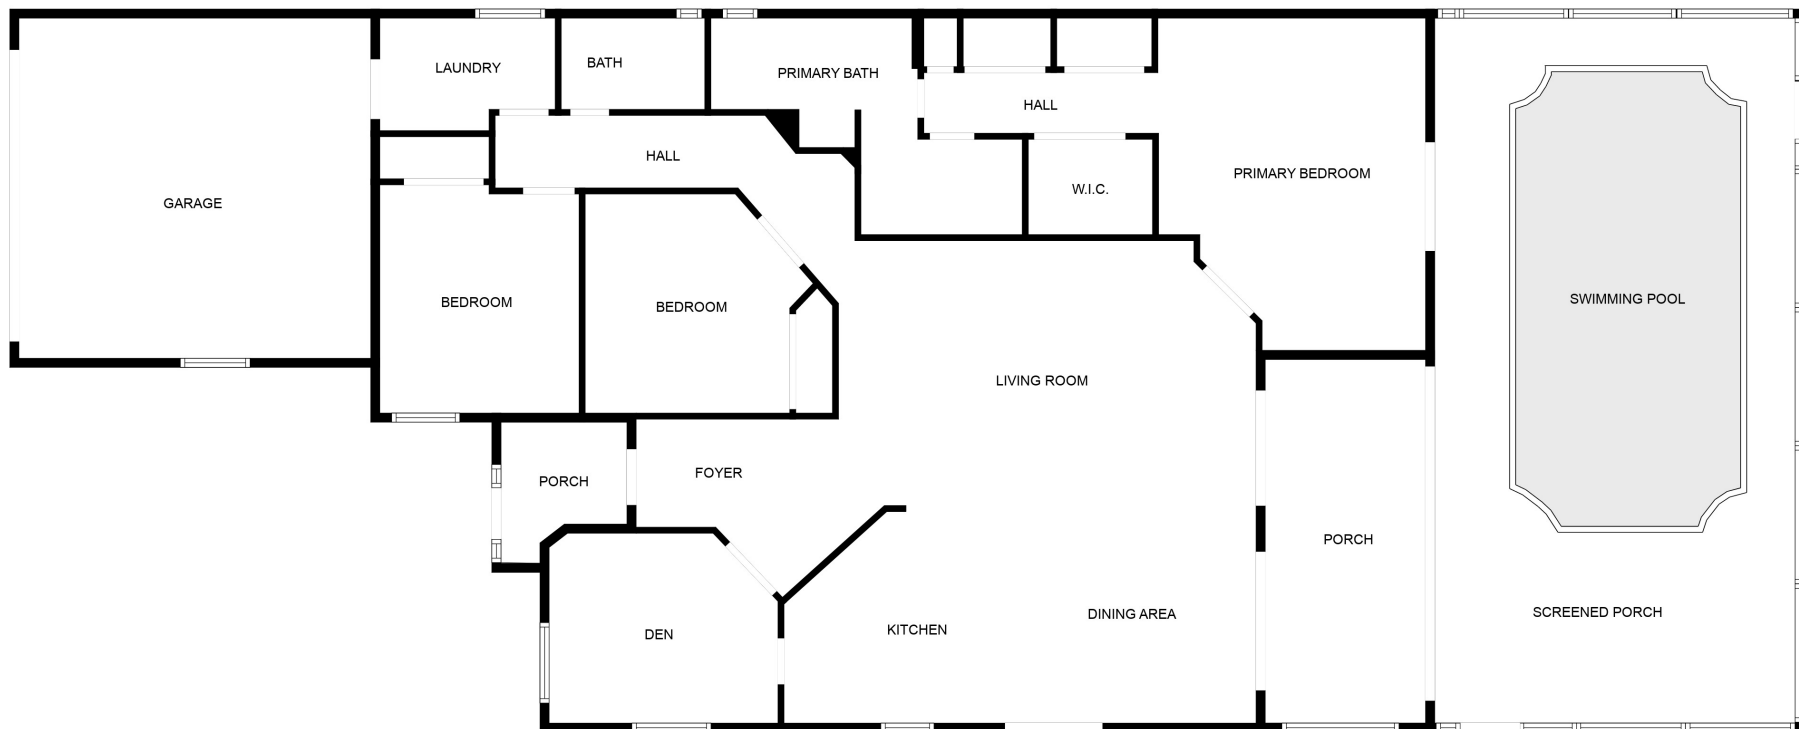 LAUNDRY
BATH
PRIMARY BATH
HALL
HALL
GARAGE
W.I.C.
PRIMARY BEDROOM
BEDROOM
BEDROOM
SWIMMING POOL
LIVING ROOM
PORCH
FOYER
PORCH
DEN
KITCHEN
DINING AREA
SCREENED PORCH